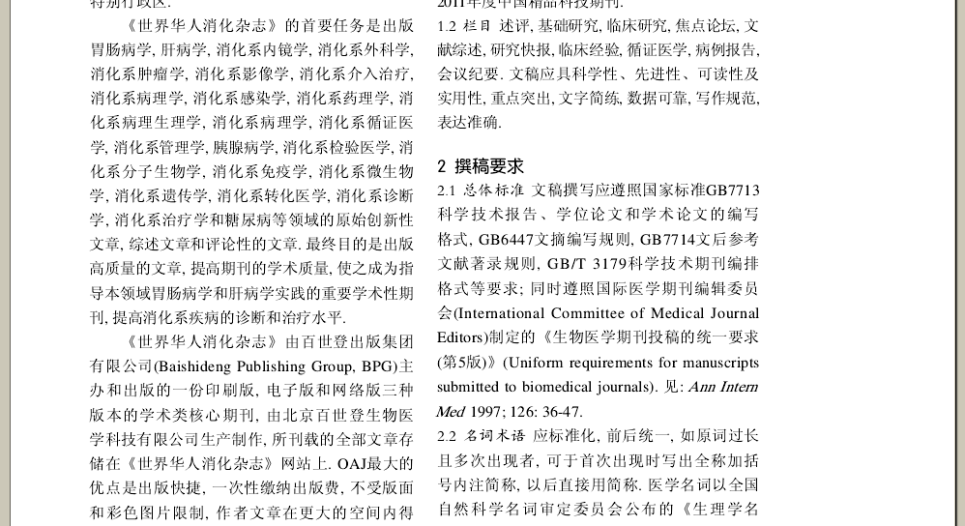 特别行政区.
《世界华人消化杂志》的首要任务是出版
胃肠病学, 肝病学, 消化系内镜学, 消化系外科学,
消化系肿瘤学, 消化系影像学, 消化系介入治疗,
消化系病理学, 消化系感染学, 消化系药理学, 消
化系病理生理学, 消化系病理学, 消化系循证医
学, 消化系管理学, 胰腺病学, 消化系检验医学, 消
化系分子生物学, 消化系免疫学, 消化系微生物
学, 消化系遗传学, 消化系转化医学, 消化系诊断
学, 消化系治疗学和糖尿病等领域的原始创新性
文章, 综述文章和评论性的文章. 最终目的是出版
高质量的文章, 提高期刊的学术质量, 使之成为指
导本领域胃肠病学和肝病学实践的重要学术性期
刊, 提高消化系疾病的诊断和治疗水平.
《世界华人消化杂志》由百世登出版集团
有限公司(Baishideng Publishing Group, BPG)主
办和出版的一份印刷版, 电子版和网络版三种
版本的学术类核心期刊, 由北京百世登生物医
学科技有限公司生产制作, 所刊载的全部文章存
储在《世界华人消化杂志》网站上. OAJ最大的
优点是出版快捷, 一次性缴纳出版费, 不受版面
和彩色图片限制, 作者文章在更大的空间内得
2011年度中国精品科技期刊.
1.2 栏目 述评, 基础研究, 临床研究, 焦点论坛, 文
献综述, 研究快报, 临床经验, 循证医学, 病例报告,
会议纪要. 文稿应具科学性、先进性、可读性及
实用性, 重点突出, 文字简练, 数据可靠, 写作规范,
表达准确.
2 撰稿要求
2.1 总体标准 文稿撰写应遵照国家标准GB7713
科学技术报告、学位论文和学术论文的编写
格式, GB6447文摘编写规则, GB7714文后参考
文献著录规则, GB/T 3179科学技术期刊编排
格式等要求; 同时遵照国际医学期刊编辑委员
会(International Committee of Medical Journal
Editors)制定的《生物医学期刊投稿的统一要求
(第5版)》(Uniform requirements for manuscripts
submitted to biomedical journals). 见: Ann Intern
Med 1997; 126: 36-47.
2.2 名词术语 应标准化, 前后统一, 如原词过长
且多次出现者, 可于首次出现时写出全称加括
号内注简称, 以后直接用简称. 医学名词以全国
自然科学名词审定委员会公布的《生理学名